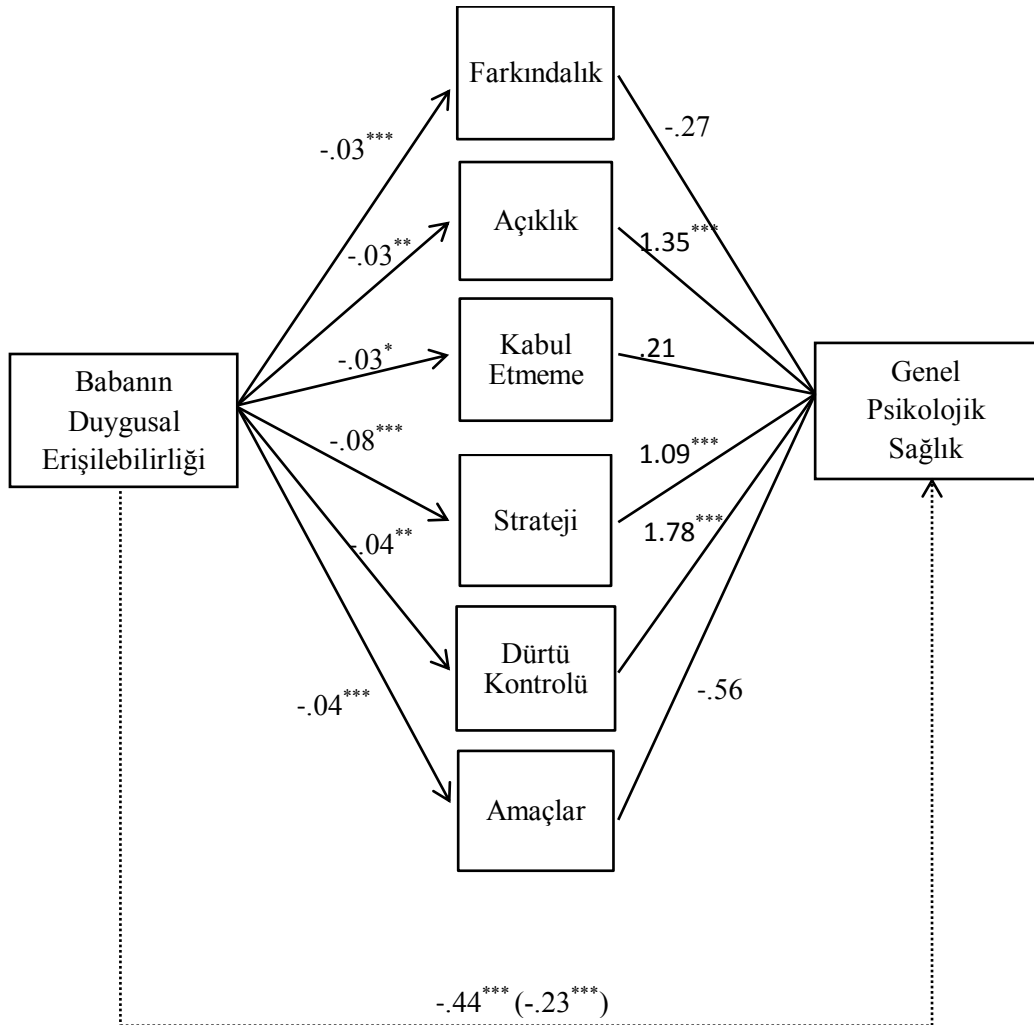 Farkındalık
-.27
-.03***
Açıklık
1.35***
-.03**
Kabul
Etmeme
.21
-.03*
Babanın
Duygusal
Erişilebilirliği
Genel
Psikolojik
Sağlık
-.08***
1.09***
Strateji
-.04**
1.78***
Dürtü
Kontrolü
-.04***
-.56
Amaçlar
-.44*** (-.23***)